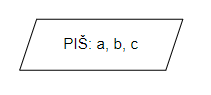 PIŠ: a, b, c